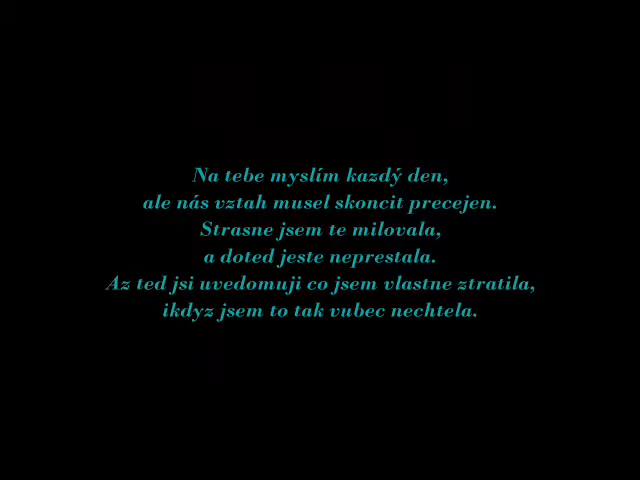 Na tebe myslím kazdý den,
ale nás vztah musel skoncit precejen.
Strasne jsem te milovala,
a doted jeste neprestala.
Az ted jsi uvedomuji co jsem vlastne ztratila,
ikdyz jsem to tak vubec nechtela.